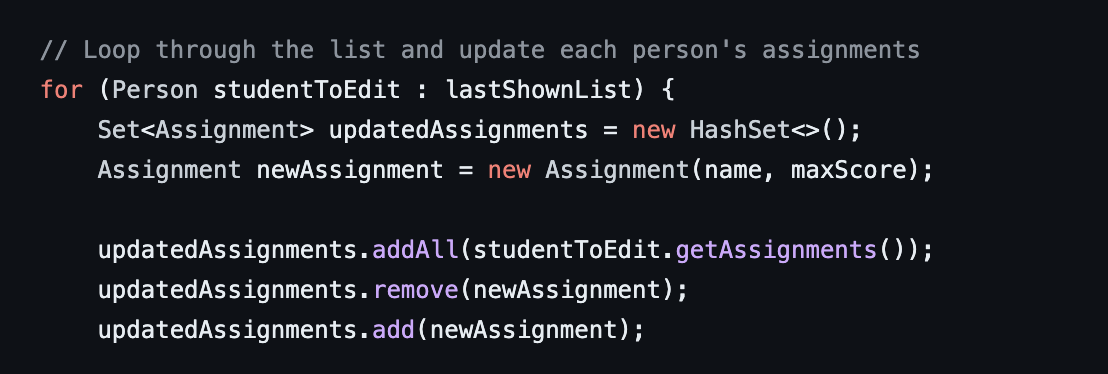 // Loop through the list and update each person's assignments
for (Person studentToEdit : lastShownList) {
    Set<Assignment> updatedAssignments = new HashSet<>();
    Assignment newAssignment = new Assignment(name, maxScore);

    updatedAssignments.addAll(studentToEdit.getAssignments());
    updatedAssignments.remove(newAssignment);
    updatedAssignments.add(newAssignment);